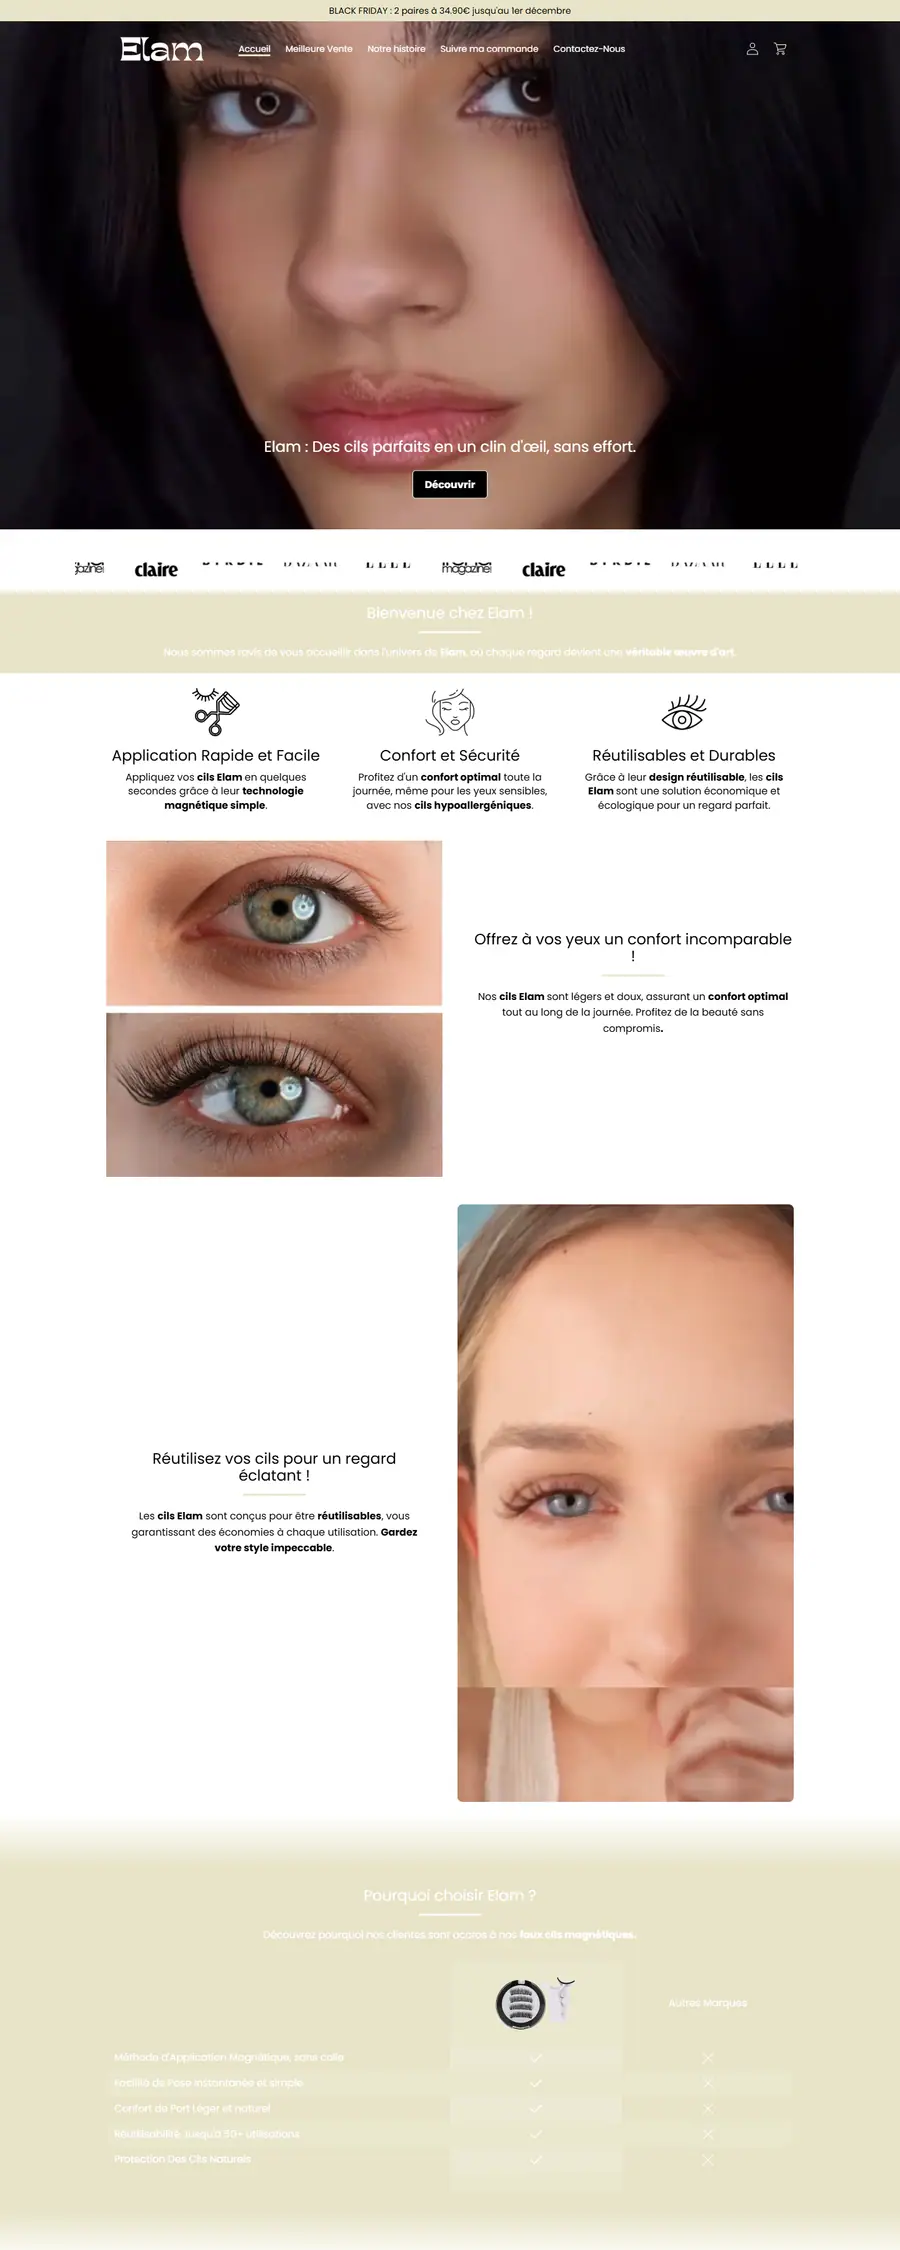 BLACK FRIDAY : 2 paires à 34.90€ jusqu'au 1er décembre
Elam
Accueil Meilleure Vente Notre histoire Suivre ma commande Contactez-Nous
Elam : Des cils parfaits en un clin d'œil, sans effort.
Découvrir
claire
magazine
claire
Bienvenue chez Elam !
Nous sommes ravis de vous accueillir dans l'univers de Elam, où chaque regard devient une véritable œuvre d'art.
Application Rapide et Facile
Appliquez vos cils Elam en quelques
secondes grâce à leur technologie
magnétique simple.
Confort et Sécurité
Profitez d'un confort optimal toute la
journée, même pour les yeux sensibles,
avec nos cils hypoallergéniques.
Réutilisables et Durables
Grâce à leur design réutilisable, les cils
Elam sont une solution économique et
écologique pour un regard parfait.
Offrez à vos yeux un confort incomparable
!
Nos cils Elam sont légers et doux, assurant un confort optimal
tout au long de la journée. Profitez de la beauté sans
compromis.
Réutilisez vos cils pour un regard
éclatant !
Les cils Elam sont conçus pour être réutilisables, vous
garantissant des économies à chaque utilisation. Gardez
votre style impeccable.
Pourquoi choisir Elam ?
Découvrez pourquoi nos clientes sont accros à nos faux cils magnétiques.
Autres Marques
Méthode d'Application Magnétique, sans colle
Facilité de Pose Instantanée et simple
Confort de Port Léger et naturel
Réutilisabilité Jusqu'à 30+ utilisations
Protection Des Cils Naturels